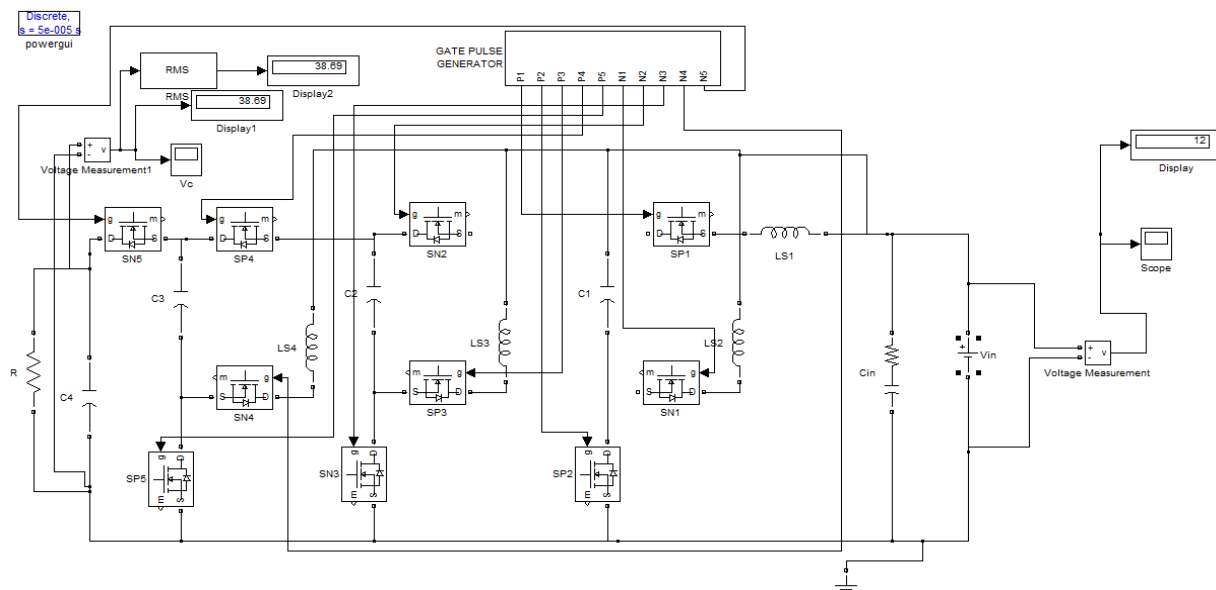 Discrete,
s = 5e-005 s
powergui
RMS
RMS
38.69
Display2
38.69
Display1
GATE PULSE
GENERATOR
P1
P2
P3
P4
P5
N1
N2
N3
N4
N5
+
-
v
Voltage Measurement1
Vc
12
Display
Scope
g
m
D
S
SN5
g
m
D
S
SP4
g
m
D
S
SN2
g
m
D
S
SP1
LS1
C3
C2
C1
LS4
LS3
LS2
R
C4
m
g
S
D
SN4
m
g
S
D
SP3
m
g
S
D
SN1
Cin
+
Vin
+
-
v
Voltage Measurement
g
D
E
S
SP5
g
D
E
S
SN3
g
D
E
S
SP2